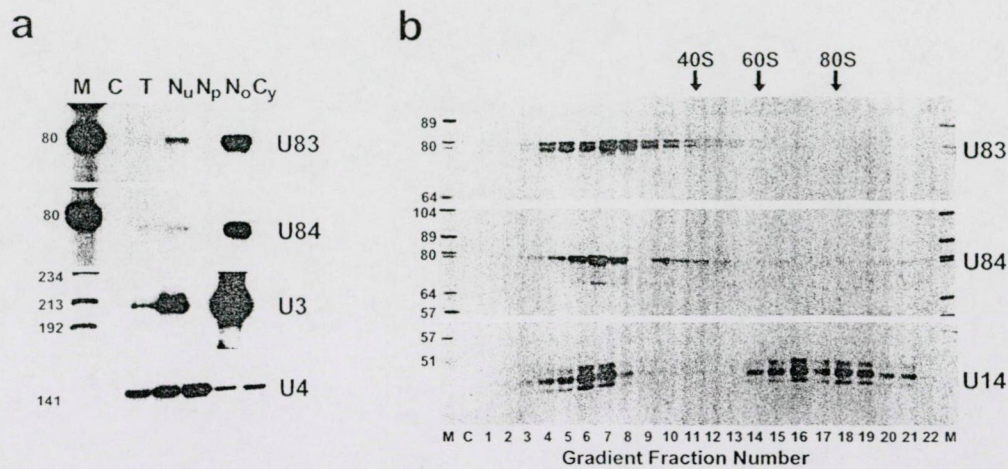 a
M C T Nu Np No Cy
80
U83
80
U84
234
213
192
U3
141
U4
b
40S 60S 80S
89
80
64
U83
104
89
80
64
57
U84
57
51
U14
M C 1 2 3 4 5 6 7 8 9 10 11 12 13 14 15 16 17 18 19 20 21 22 M
Gradient Fraction Number